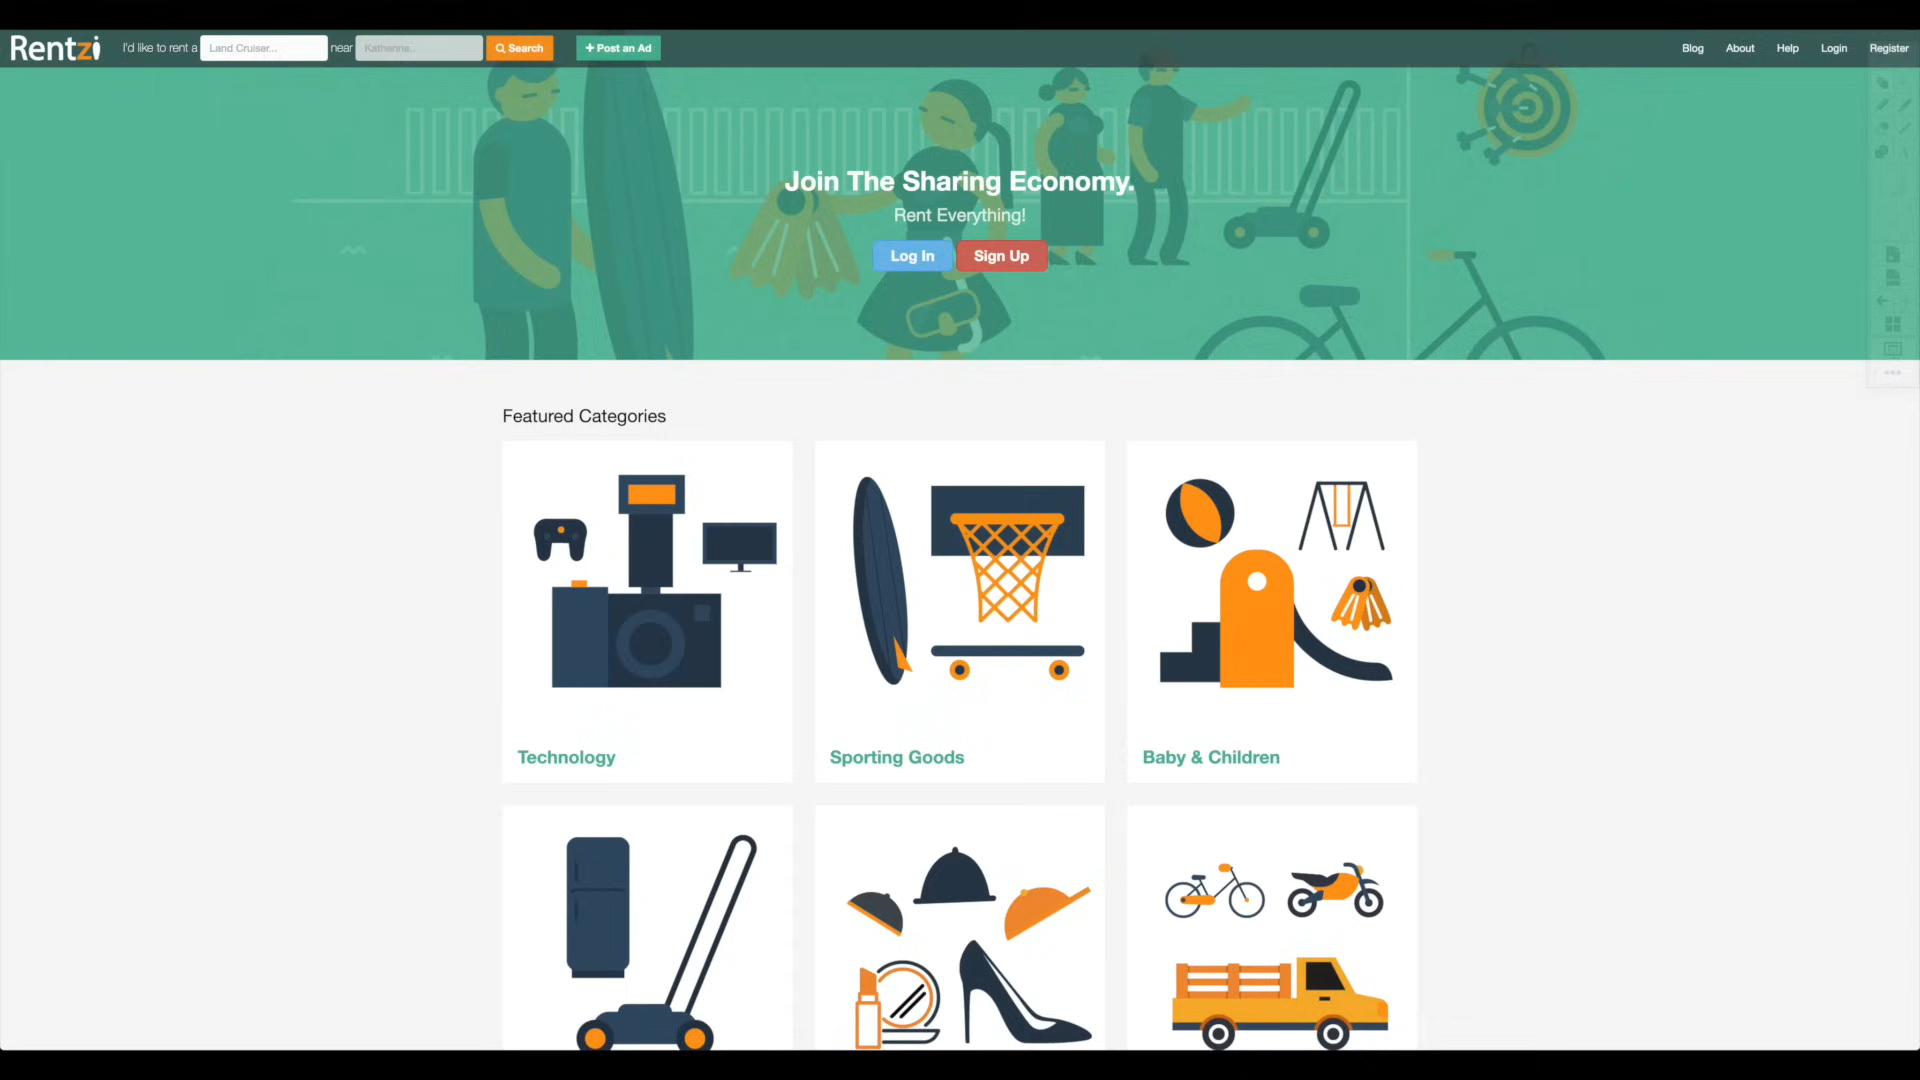 Rentzi I'd like to rent a Land Cruiser... near Katherine... Search + Post an Ad Blog About Help Login Register
Join The Sharing Economy.
Rent Everything!
Log In Sign Up
Featured Categories
Technology Sporting Goods Baby & Children